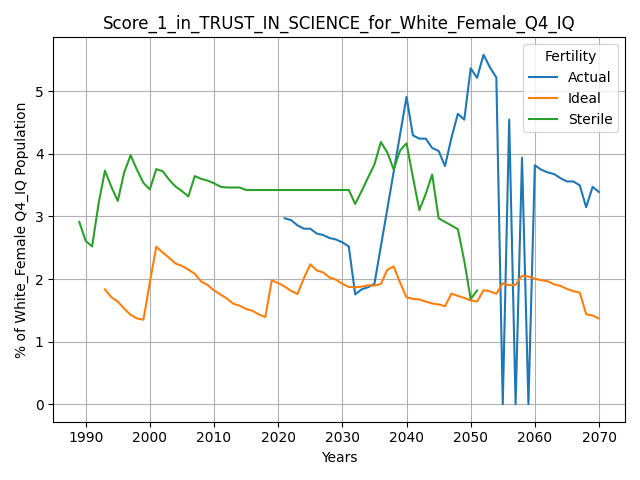 Score_1_in_TRUST_IN_SCIENCE_for_White_Female_Q4_IQ
Fertility
Actual
Ideal
Sterile
% of White_Female Q4_IQ Population
5
4
3
2
1
0
1990 2000 2010 2020 2030 2040 2050 2060 2070
Years